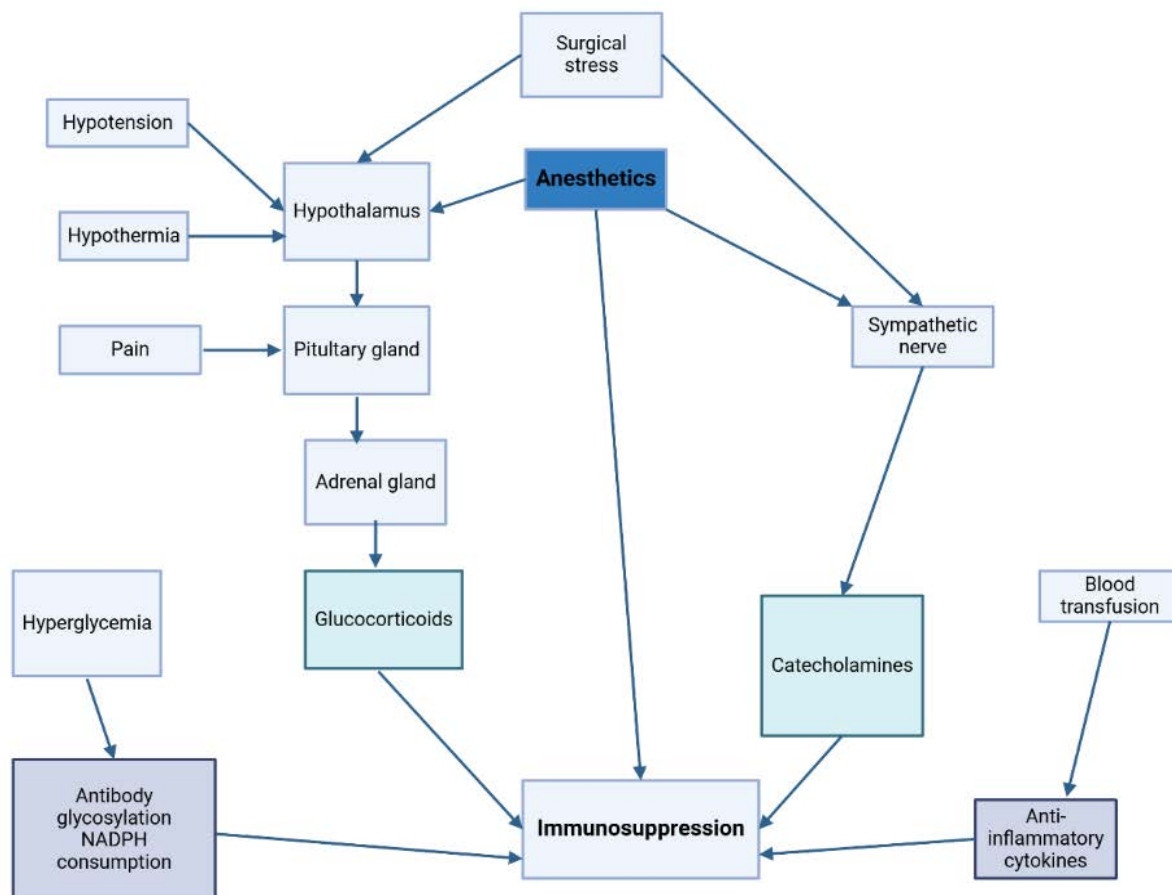 Surgical
stress
Hypotension
Anesthetics
Hypothalamus
Hypothermia
Sympathetic
nerve
Pain
Pitultary gland
Adrenal gland
Hyperglycemia
Glucocorticoids
Blood
transfusion
Catecholamines
Antibody
glycosylation
NADPH
consumption
Immunosuppression
Anti-
inflammatory
cytokines